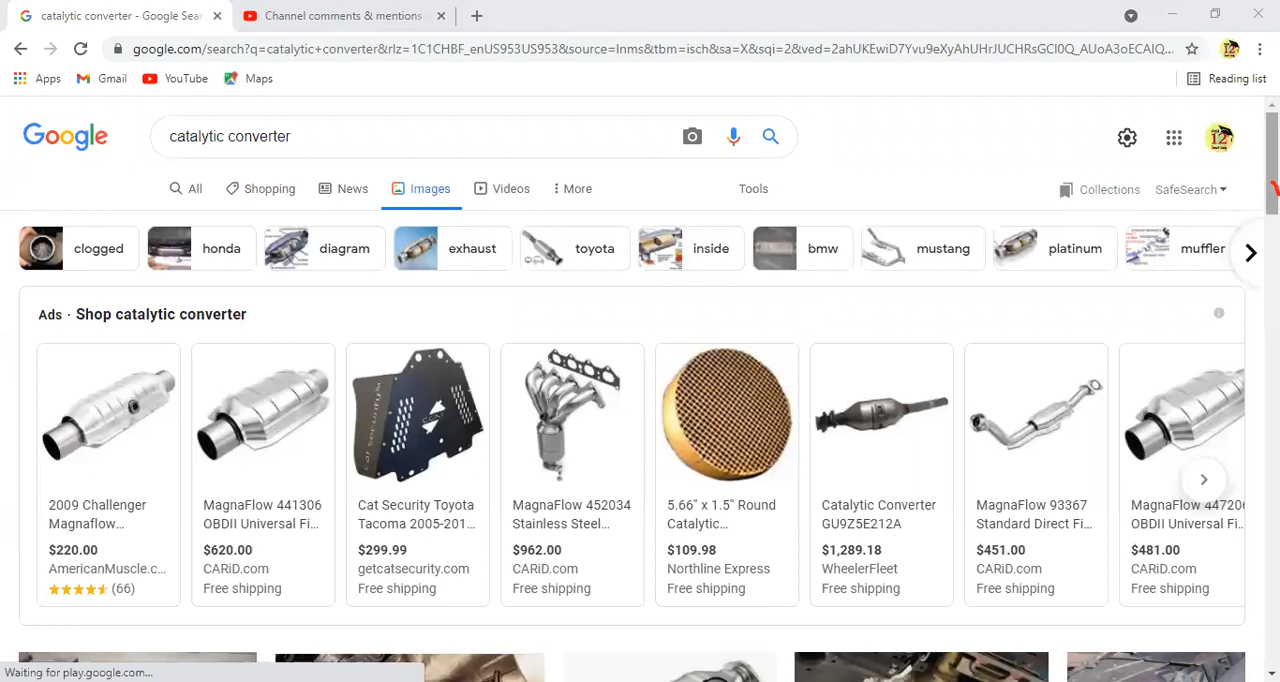 catalytic converter - Google Sear
Channel comments & mentions
google.com/search?q=catalytic+converter&rlz=1C1CHBF_enUS953US953&source=lnms&tbm=isch&sa=X&sqi=2&ved=2ahUKEwiD7Yvu9eXyAhUHrJUCHRsGCI0Q_AUoA3oECAIQ...
Apps Gmail YouTube Maps Reading list
Google catalytic converter 12
All Shopping News Images Videos More Tools Collections SafeSearch
clogged honda diagram exhaust toyota inside bmw mustang platinum muffler
Ads · Shop catalytic converter
2009 Challenger
Magnaflow...
$220.00
AmericanMuscle.c...
(66)
MagnaFlow 441306
OBDII Universal Fi...
$620.00
CARiD.com
Free shipping
Cat Security Toyota
Tacoma 2005-201...
$299.99
getcatsecurity.com
Free shipping
MagnaFlow 452034
Stainless Steel...
$962.00
CARiD.com
Free shipping
5.66" x 1.5" Round
Catalytic...
$109.98
Northline Express
Free shipping
Catalytic Converter
GU9Z5E212A
$1,289.18
WheelerFleet
Free shipping
MagnaFlow 93367
Standard Direct Fi...
$451.00
CARiD.com
Free shipping
MagnaFlow 447206
OBDII Universal Fi...
$481.00
CARiD.com
Free shipping
Waiting for play.google.com...